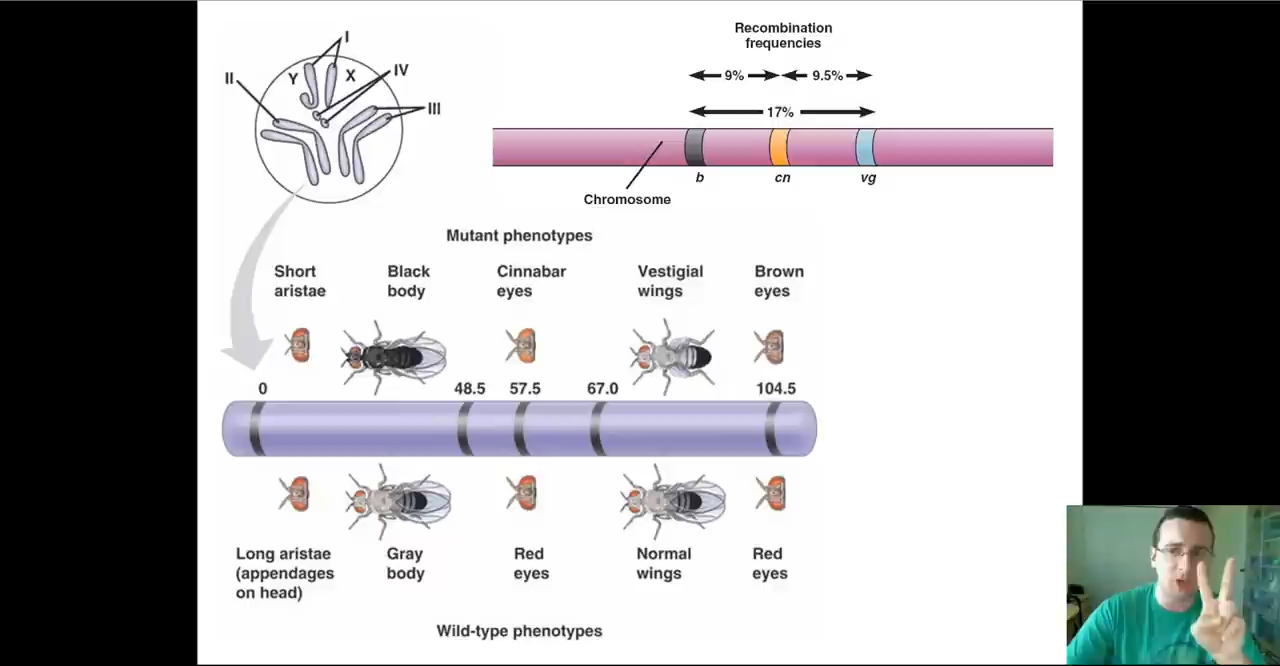 I
II
Y
X
IV
III
Recombination
frequencies
9%
9.5%
17%
b
cn
vg
Chromosome
Mutant phenotypes
Short
aristae
Black
body
Cinnabar
eyes
Vestigial
wings
Brown
eyes
0
48.5
57.5
67.0
104.5
Long aristae
(appendages
on head)
Gray
body
Red
eyes
Normal
wings
Red
eyes
Wild-type phenotypes